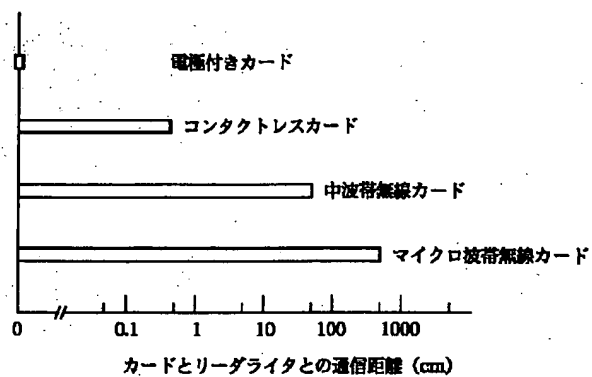 電極付きカード
コンタクトレスカード
中波帯無線カード
マイクロ波帯無線カード
0 0.1 1 10 100 1000
カードとリーダライタとの通信距離 (cm)